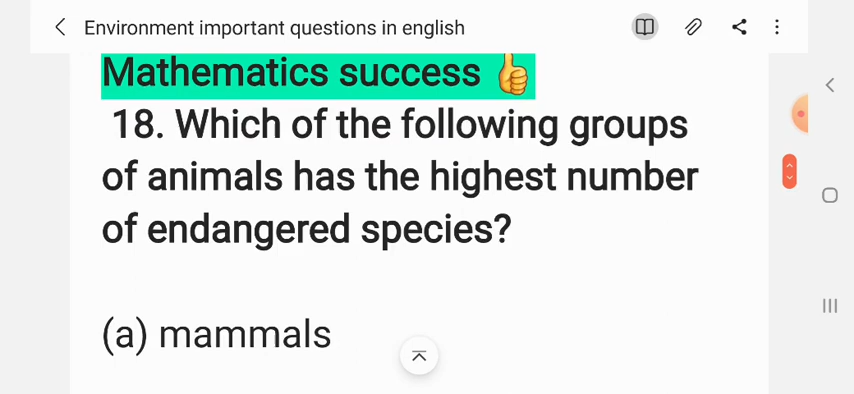 Environment important questions in english
Mathematics success 👍
18. Which of the following groups
of animals has the highest number
of endangered species?
(a) mammals